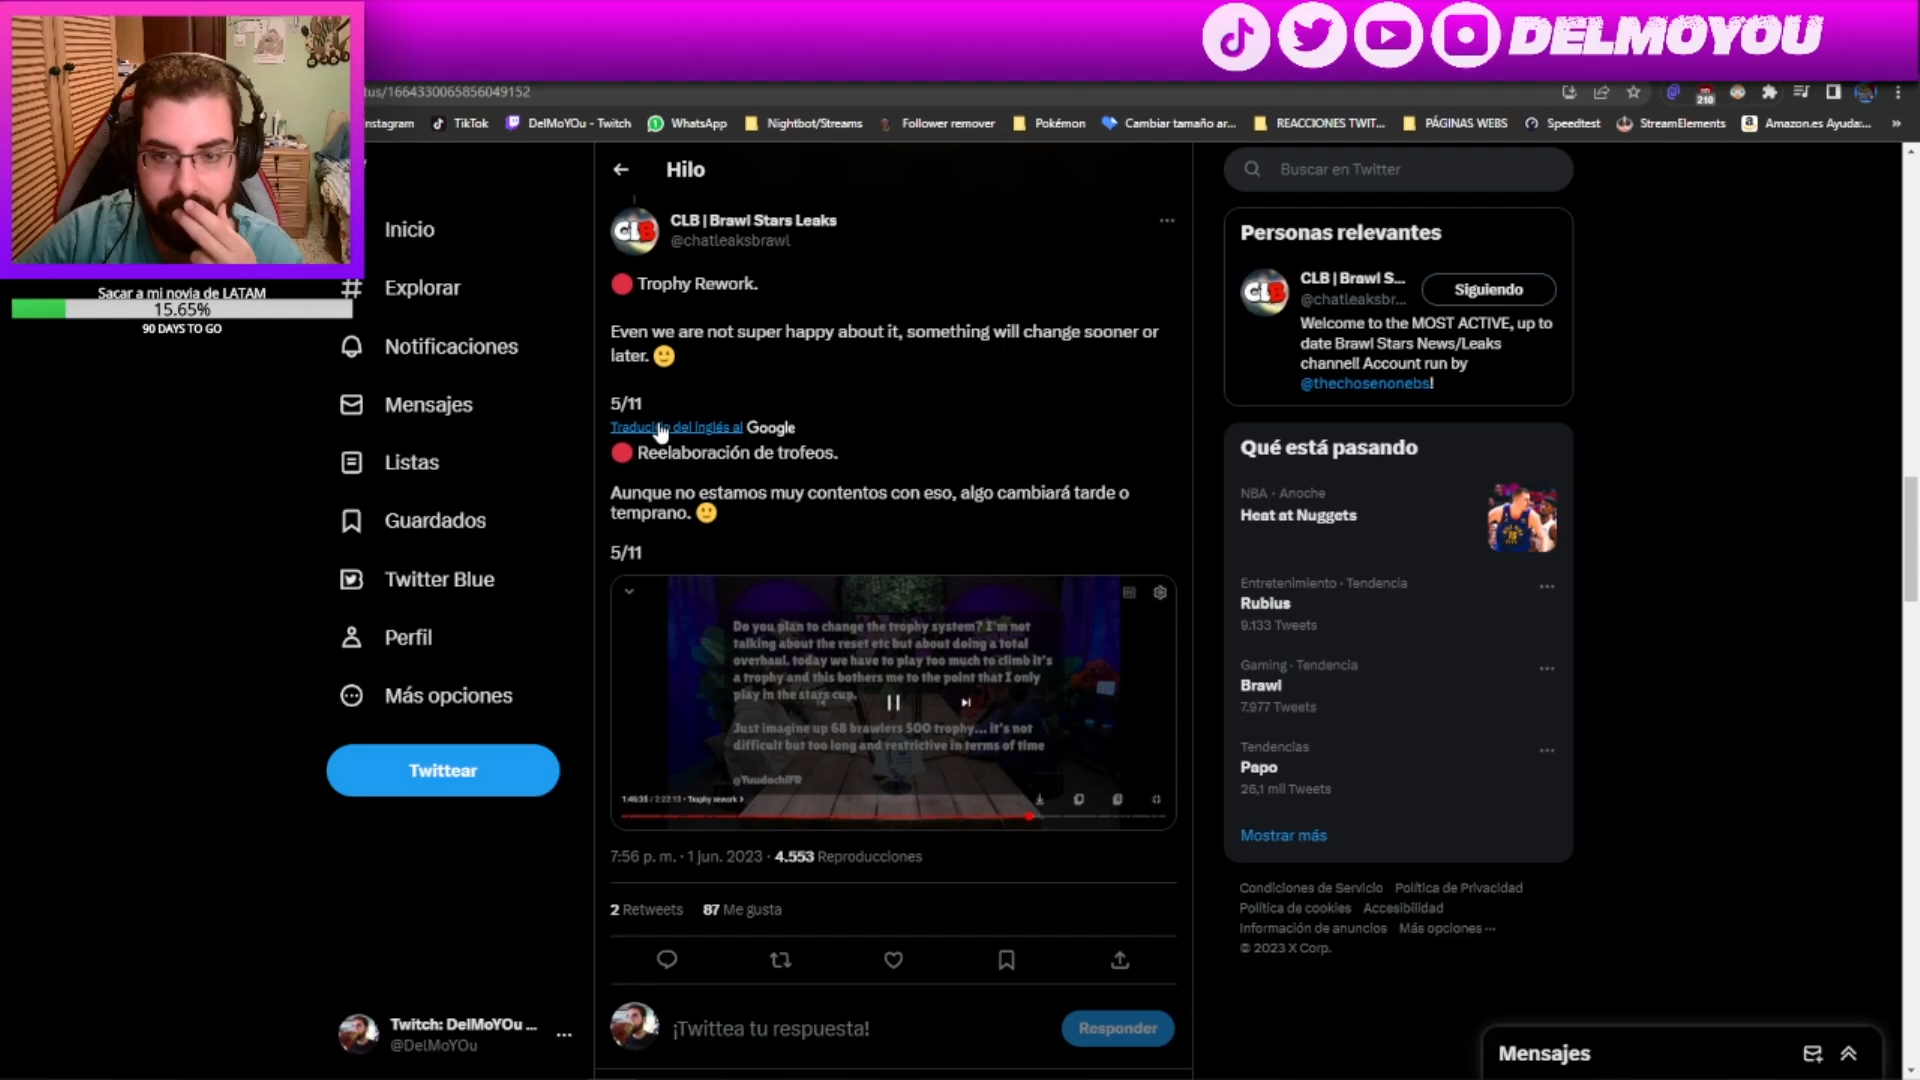 DELMOYOU
tus/1664330065856049152
210
nstagram
TikTok
DelMoYOu - Twitch
WhatsApp
Nightbot/Streams
Follower remover
Pokémon
Cambiar tamaño ar...
REACCIONES TWIT...
PÁGINAS WEBS
Speedtest
StreamElements
Amazon.es Ayuda:...
»
Sacar a mi novia de LATAM
15.65%
90 DAYS TO GO
Inicio
Explorar
Notificaciones
Mensajes
Listas
Guardados
Twitter Blue
Perfil
Más opciones
Twittear
Twitch: DelMoYOu ...
@DelMoYOu
Hilo
CLB
CLB | Brawl Stars Leaks
@chatleaksbrawl
Trophy Rework.
Even we are not super happy about it, something will change sooner or
later.
5/11
Traducido del inglés al Google
Reelaboración de trofeos.
Aunque no estamos muy contentos con eso, algo cambiará tarde o
temprano.
5/11
Do you plan to change the trophy system? I'm not
talking about the reset etc but about doing a total
overhaul. today we have to play too much to climb it's
a trophy and this bothers me to the point that I only
play in the stars cup.
Just imagine up 68 brawlers 500 trophy... it's not
difficult but too long and restrictive in terms of time
@YuudachiFR
1:46:35 / 2:22:13 • Trophy rework >
7:56 p. m. · 1 jun. 2023 · 4.553 Reproducciones
2 Retweets 87 Me gusta
¡Twittea tu respuesta!
Responder
Buscar en Twitter
Personas relevantes
CLB
CLB | Brawl S...
@chatleaksbr...
Siguiendo
Welcome to the MOST ACTIVE, up to
date Brawl Stars News/Leaks
channel! Account run by
@thechosenonebs!
Qué está pasando
NBA · Anoche
Heat at Nuggets
Entretenimiento · Tendencia
Rubius
9.133 Tweets
Gaming · Tendencia
Brawl
7.977 Tweets
Tendencias
Papo
26,1 mil Tweets
Mostrar más
Condiciones de Servicio Política de Privacidad
Política de cookies Accesibilidad
Información de anuncios Más opciones ···
© 2023 X Corp.
Mensajes